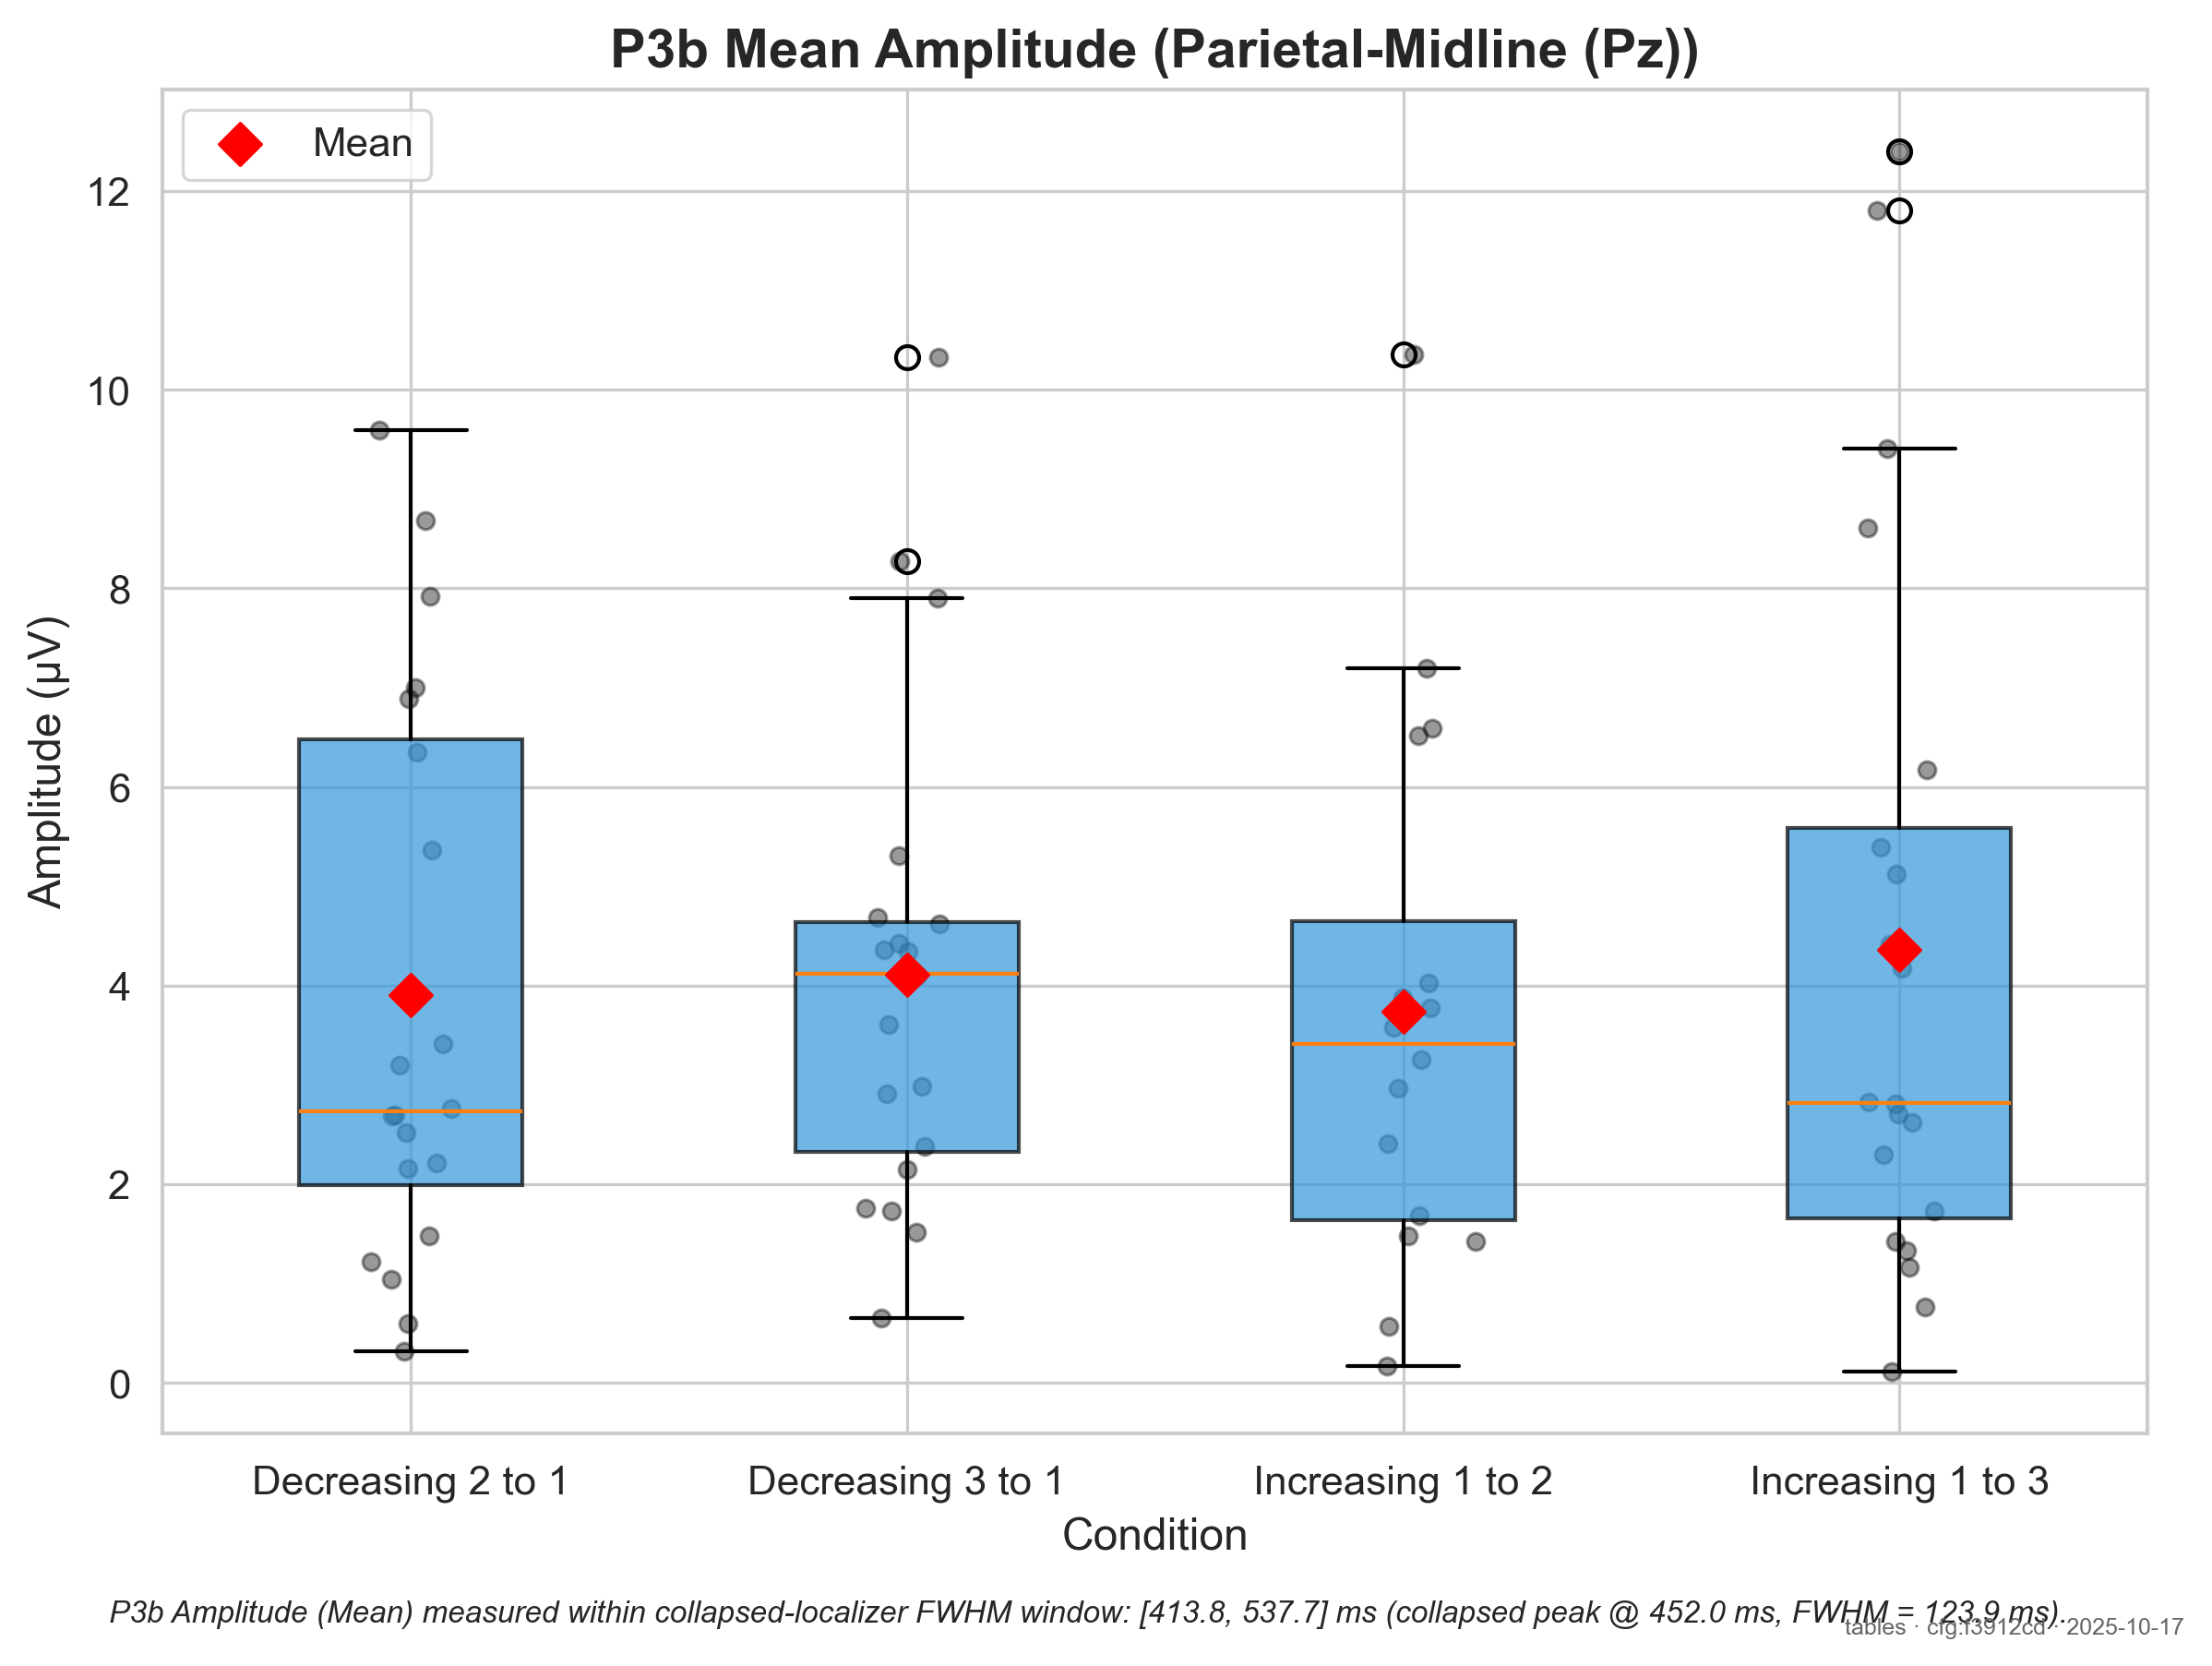 P3b Mean Amplitude (Parietal-Midline (Pz))
Mean
12
10
8
6
4
2
0
Amplitude (µV)
Decreasing 2 to 1
Decreasing 3 to 1
Increasing 1 to 2
Increasing 1 to 3
Condition
P3b Amplitude (Mean) measured within collapsed-localizer FWHM window: [413.8, 537.7] ms (collapsed peak @ 452.0 ms, FWHM = 123.9 ms).
tables · cfg:f3912cd · 2025-10-17